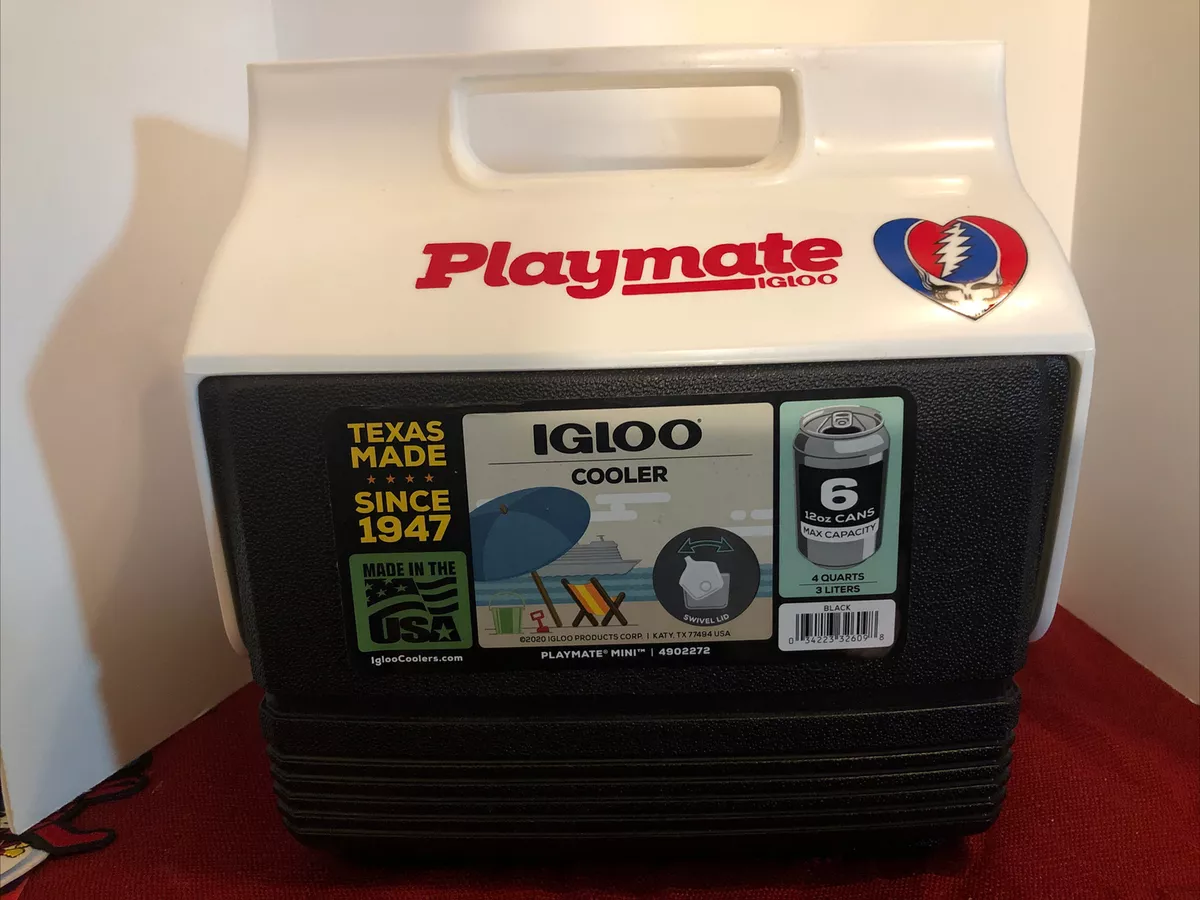 Playmate
IGLOO
TEXAS
MADE
SINCE
1947
MADE IN THE
USA
IglooCoolers.com
IGLOO®
COOLER
SWIVEL LID
©2020 IGLOO PRODUCTS CORP. | KATY, TX 77494 USA
PLAYMATE® MINI™ | 4902272
6
12oz CANS
MAX CAPACITY
4 QUARTS
3 LITERS
BLACK
0 34223 32609 8